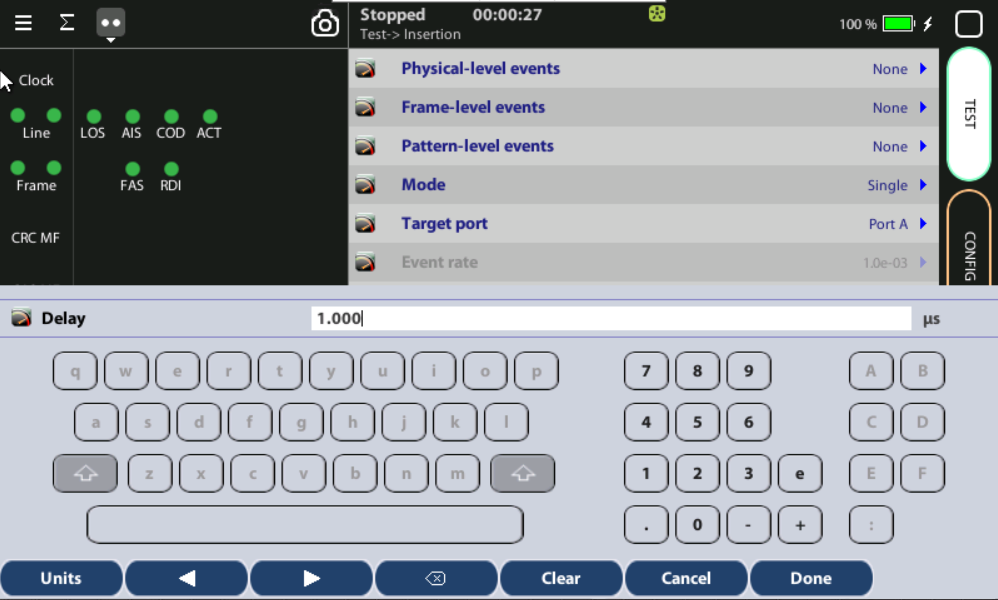 Σ
Stopped 00:00:27
Test-> Insertion
100 %
Clock
Line
LOS AIS COD ACT
Frame
FAS RDI
CRC MF
Physical-level events None
Frame-level events None
Pattern-level events None
Mode Single
Target port Port A
Event rate 1.0e-03
TEST
CONFIG
Delay 1.000 µs
q w e r t y u i o p 7 8 9 A B
a s d f g h j k l 4 5 6 C D
z x c v b n m 1 2 3 e E F
. 0 - + :
Units Clear Cancel Done